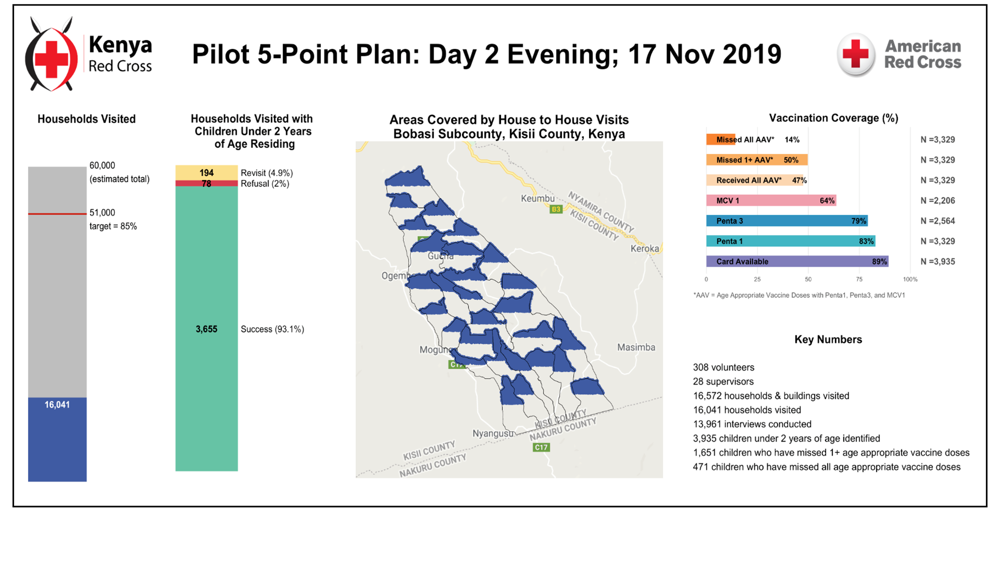 Kenya
Red Cross
Pilot 5-Point Plan: Day 2 Evening; 17 Nov 2019
American
Red Cross
Households Visited
60,000
(estimated total)
51,000
target = 85%
16,041
Households Visited with
Children Under 2 Years
of Age Residing
194
Revisit (4.9%)
78
Refusal (2%)
3,655
Success (93.1%)
Areas Covered by House to House Visits
Bobasi Subcounty, Kisii County, Kenya
Keumbu
B3
NYAMIRA COUNTY
KISII COUNTY
Keroka
Gucha
Ogemb
Mogung
C17
Masimba
Nyangusu
KISII COUNTY
NAKURU COUNTY
C17
KISII COUNTY
NAKURU COUNTY
Vaccination Coverage (%)
Missed All AAV* 14% N =3,329
Missed 1+ AAV* 50% N =3,329
Received All AAV* 47% N =3,329
MCV 1 64% N =2,206
Penta 3 79% N =2,564
Penta 1 83% N =3,329
Card Available 89% N =3,935
0 25 50 75 100%
*AAV = Age Appropriate Vaccine Doses with Penta1, Penta3, and MCV1
Key Numbers
308 volunteers
28 supervisors
16,572 households & buildings visited
16,041 households visited
13,961 interviews conducted
3,935 children under 2 years of age identified
1,651 children who have missed 1+ age appropriate vaccine doses
471 children who have missed all age appropriate vaccine doses